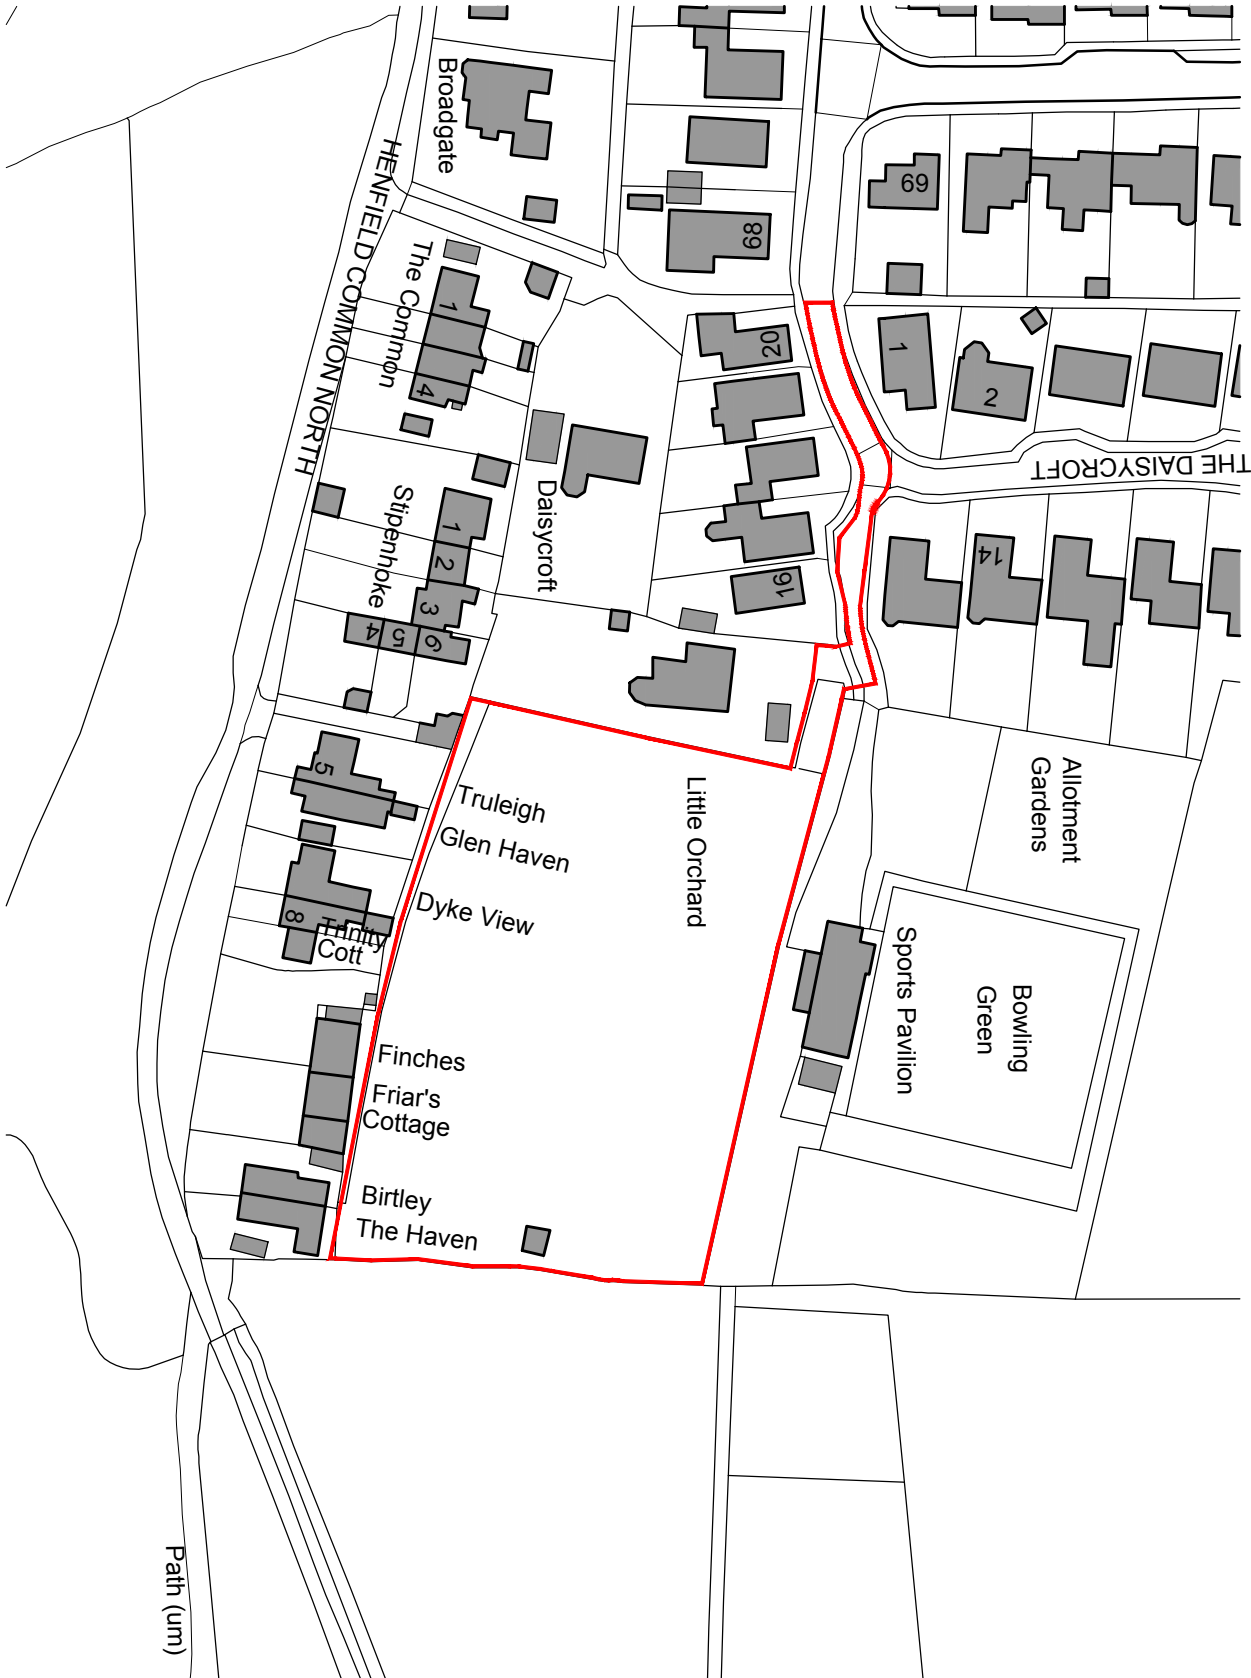 Broadgate
HENFIELD COMMON NORTH
69
68
The Common
1
4
20
1
2
THE DAISYCROFT
Stipenhoke
1
2
3
4
5
6
Daisycroft
16
14
5
Truleigh
Glen Haven
Dyke View
Little Orchard
Allotment
Gardens
8
Trinity
Cott
Sports Pavilion
Bowling
Green
Finches
Friar's
Cottage
Birtley
The Haven
Path (um)